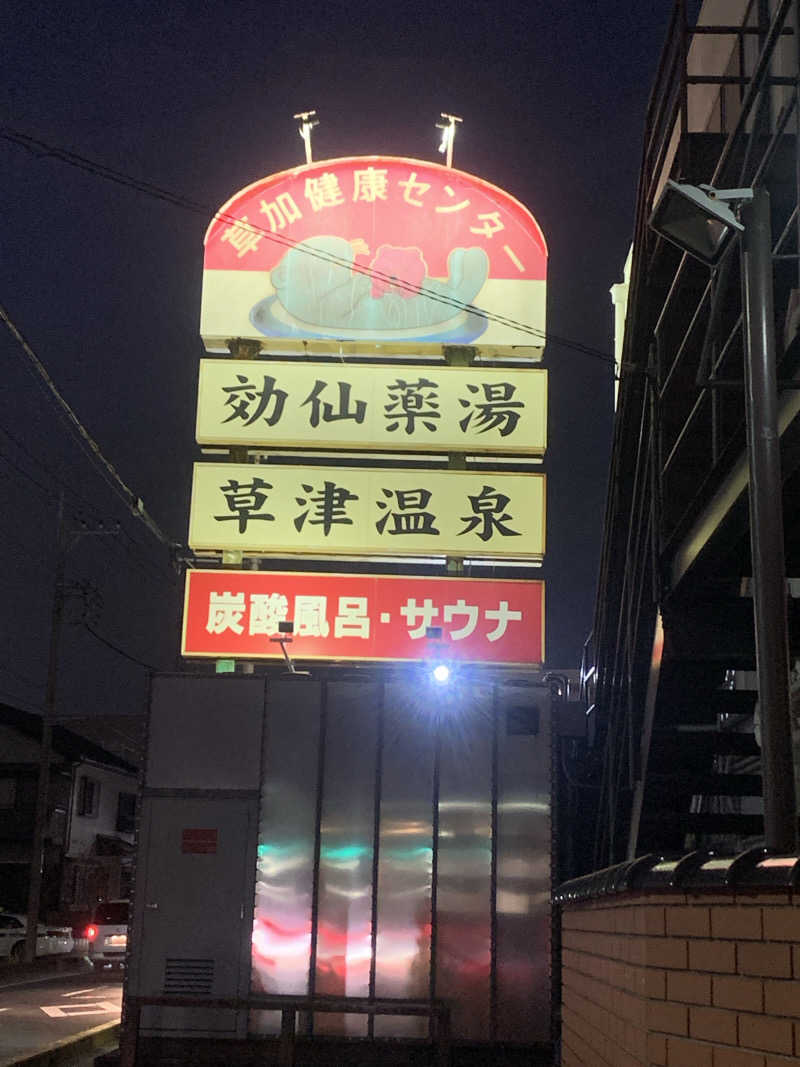 草加健康センター
効仙薬湯
草津温泉
炭酸風呂・サウナ